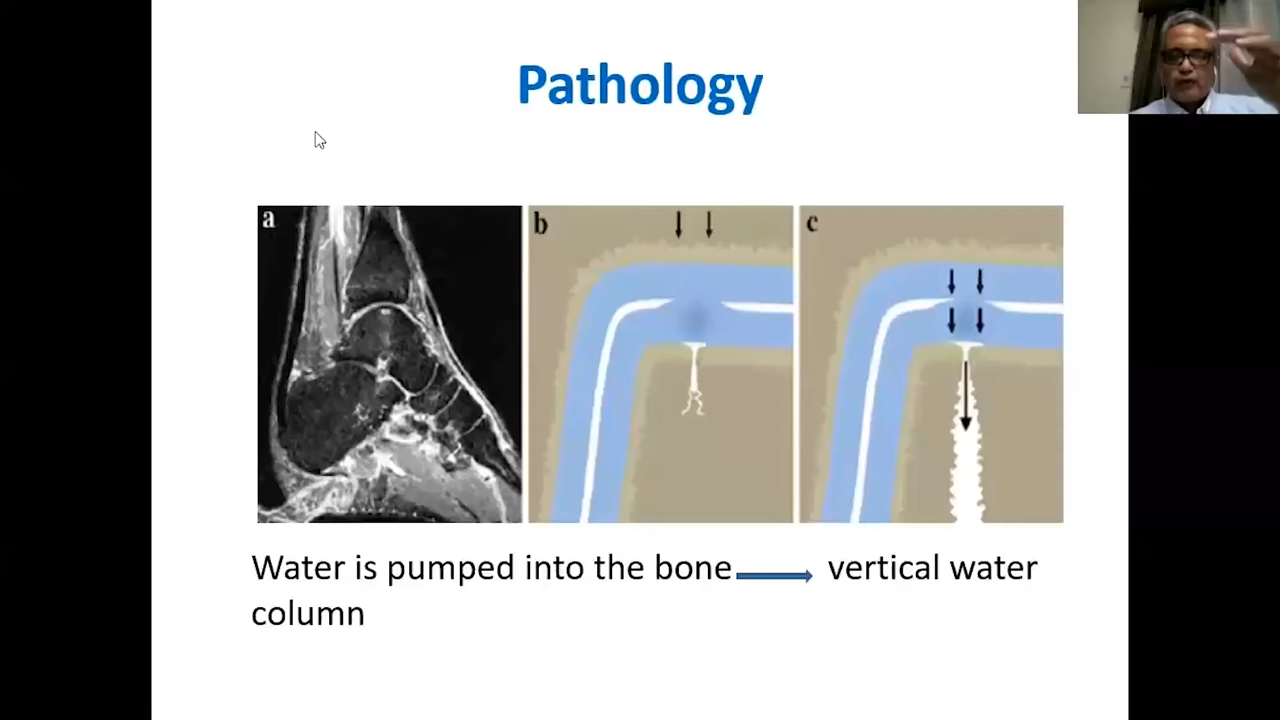 Pathology
a
b
c
Water is pumped into the bone vertical water
column